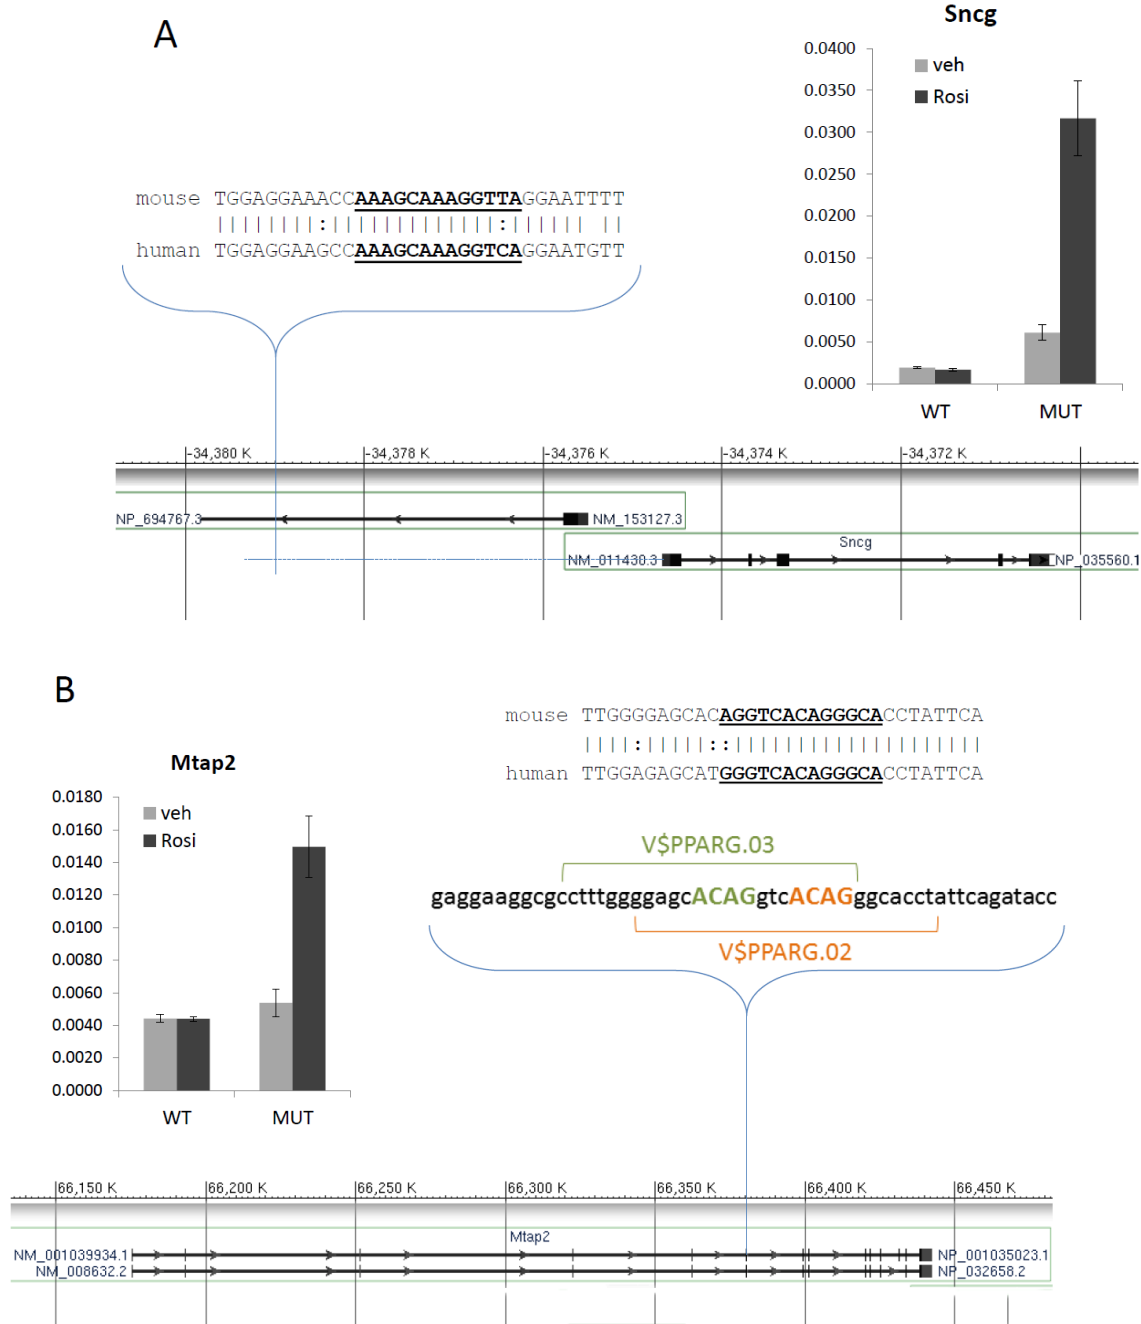 A
Sncg
0.0400
0.0350
0.0300
0.0250
0.0200
0.0150
0.0100
0.0050
0.0000
veh
Rosi
WT MUT
mouse TGGAGGAAACCAAAGCAAAGGTTAGGAATTTT
||||||||:||||||||||||||:|||||| ||
human TGGAGGAAGCCAAAGCAAAGGTCAGGAATGTT
-34,380 K -34,378 K -34,376 K -34,374 K -34,372 K
NP_694767.3 NM_153127.3
Sncg
NM_011430.3 NP_035560.1
B
mouse TTGGGGAGCACAGGTCACAGGGCACCTATTCA
||||:|||||::|||||||||||||||||||||
human TTGGAGAGCATGGGTCACAGGGCACCTATTCA
Mtap2
0.0180
0.0160
0.0140
0.0120
0.0100
0.0080
0.0060
0.0040
0.0020
0.0000
veh
Rosi
WT MUT
V$PPARG.03
gaggaaggcgcctttggggagcACAGgtcACAGggcacctattcagatacc
V$PPARG.02
66,150 K 66,200 K 66,250 K 66,300 K 66,350 K 66,400 K 66,450 K
Mtap2
NM_001039934.1 NP_001035023.1
NM_008632.2 NP_032658.2